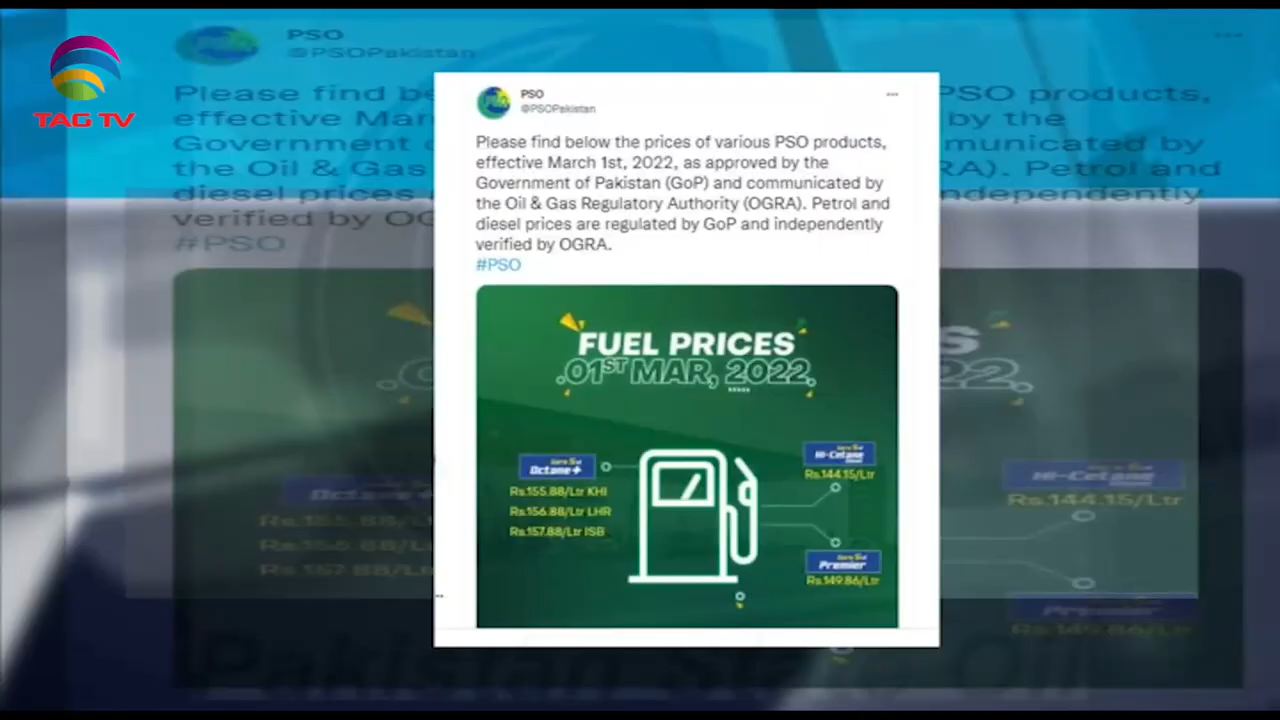 TAG TV
PSO
@PSOPakistan
Please find below the prices of various PSO products,
effective March 1st, 2022, as approved by the
Government of Pakistan (GoP) and communicated by
the Oil & Gas Regulatory Authority (OGRA). Petrol and
diesel prices are regulated by GoP and independently
verified by OGRA.
#PSO
FUEL PRICES
01ST MAR, 2022
Octane+
Rs.155.88/Ltr KHI
Rs.156.88/Ltr LHR
Rs.157.88/Ltr ISB
Hi-Cetane
Rs.144.15/Ltr
Premier
Rs.149.86/Ltr